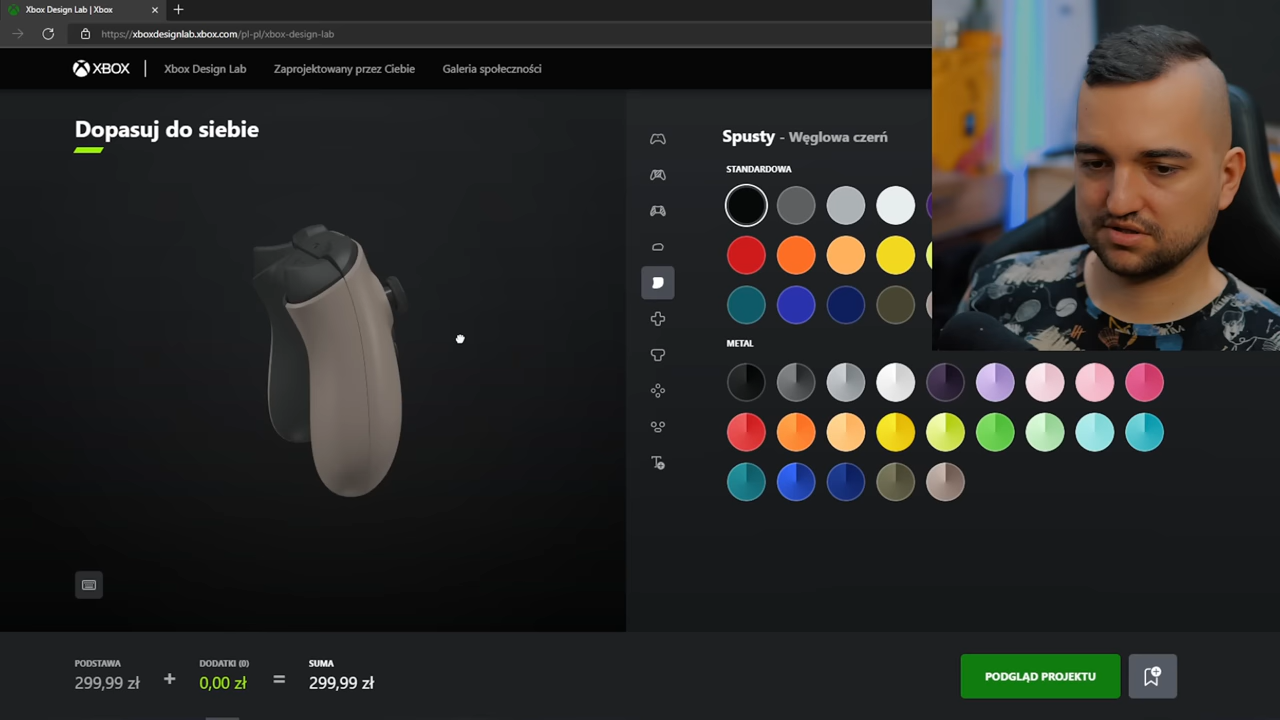 Xbox Design Lab | Xbox
https://xboxdesignlab.xbox.com/pl-pl/xbox-design-lab
XBOX
Xbox Design Lab
Zaprojektowany przez Ciebie
Galeria społeczności
Dopasuj do siebie
Spusty - Węglowa czerń
STANDARDOWA
METAL
PODSTAWA
299,99 zł
+
DODATKI (0)
0,00 zł
=
SUMA
299,99 zł
PODGLĄD PROJEKTU